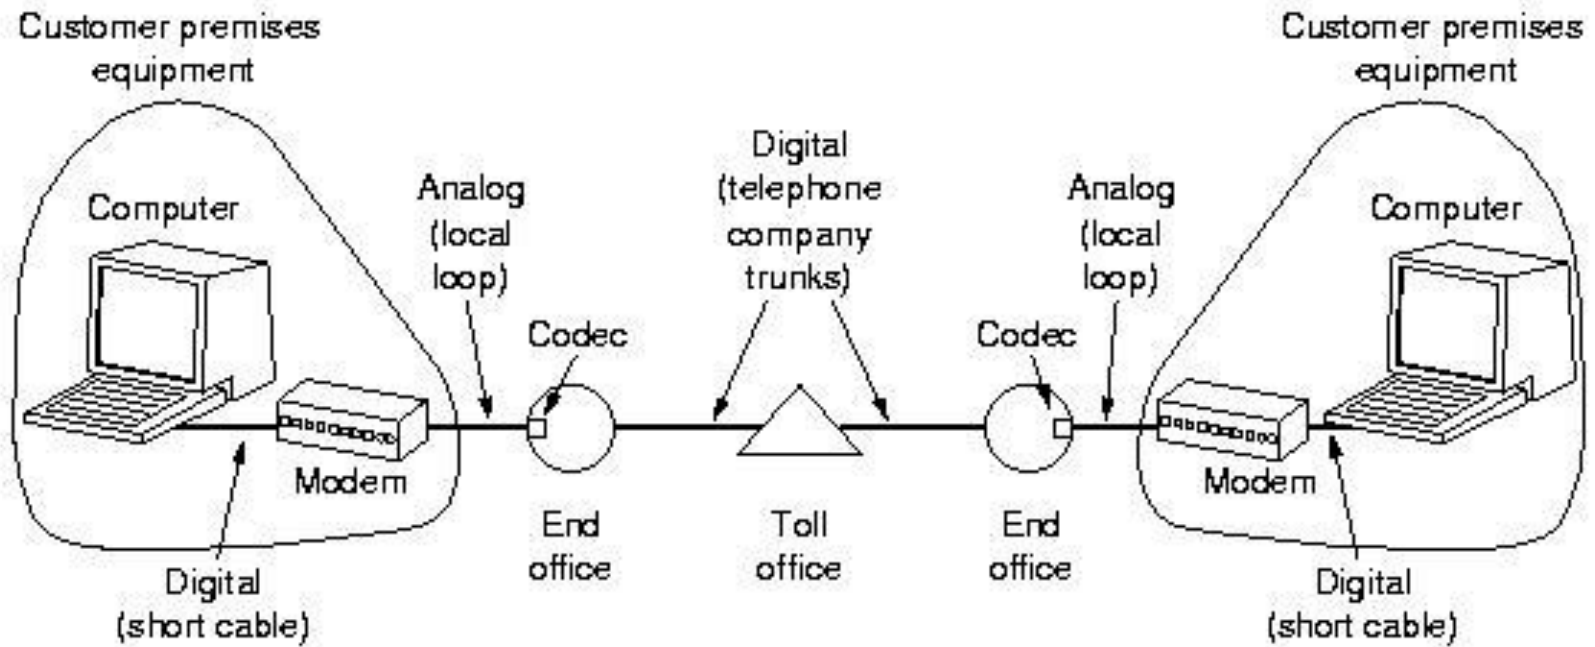 Customer premises
equipment
Customer premises
equipment
Digital
(telephone
company
trunks)
Analog
(local
loop)
Analog
(local
loop)
Computer
Computer
Codec
Codec
Modem
Modem
End
office
Toll
office
End
office
Digital
(short cable)
Digital
(short cable)